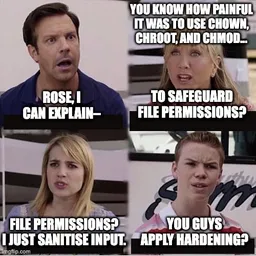 YOU KNOW HOW PAINFUL
IT WAS TO USE CHOWN,
CHROOT, AND CHMOD...
ROSE, I
CAN EXPLAIN–
TO SAFEGUARD
FILE PERMISSIONS?
FILE PERMISSIONS?
I JUST SANITISE INPUT.
YOU GUYS
APPLY HARDENING?
imgflip.com